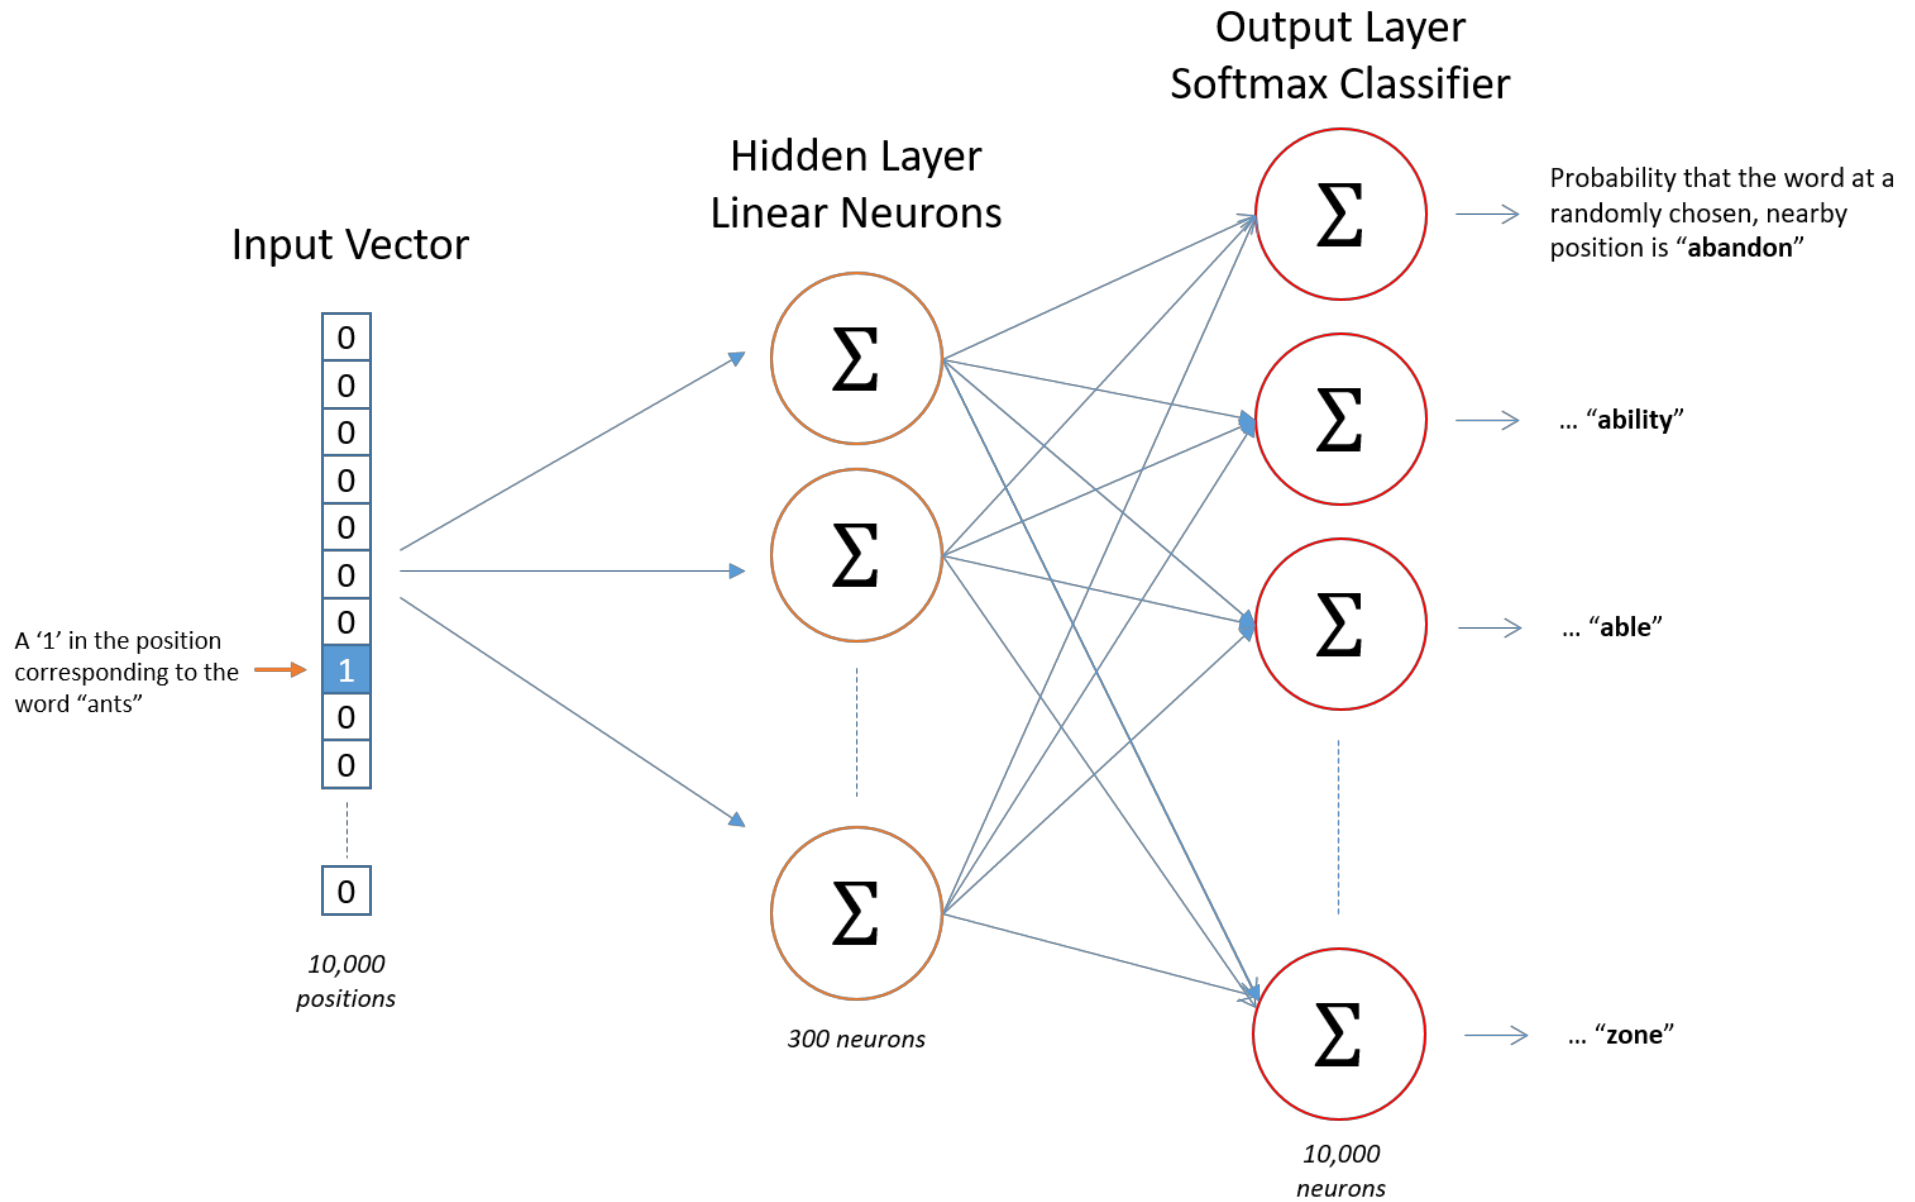 Output Layer
Softmax Classifier
Hidden Layer
Linear Neurons
Input Vector
0
0
0
0
0
0
0
1
0
0
0
A ‘1’ in the position
corresponding to the
word “ants”
10,000
positions
Σ
Σ
Σ
300 neurons
Σ
Σ
Σ
Σ
10,000
neurons
Probability that the word at a
randomly chosen, nearby
position is “abandon”
... “ability”
... “able”
... “zone”